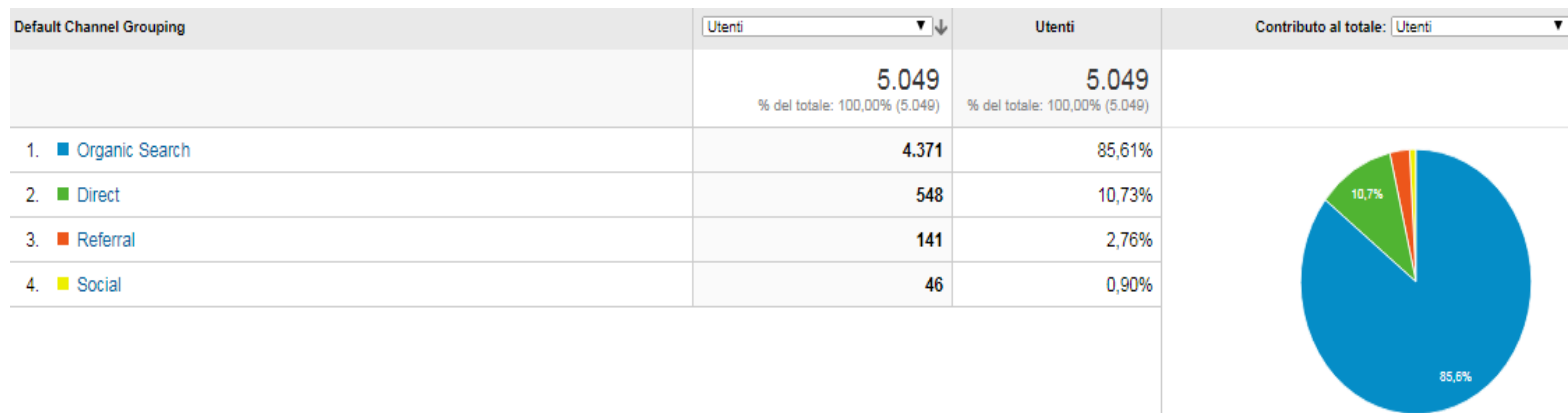 Default Channel Grouping Utenti Utenti Contributo al totale: Utenti
5.049 5.049
% del totale: 100,00% (5.049) % del totale: 100,00% (5.049)
1. Organic Search 4.371 85,61%
2. Direct 548 10,73%
3. Referral 141 2,76%
4. Social 46 0,90%
10,7%
85,6%